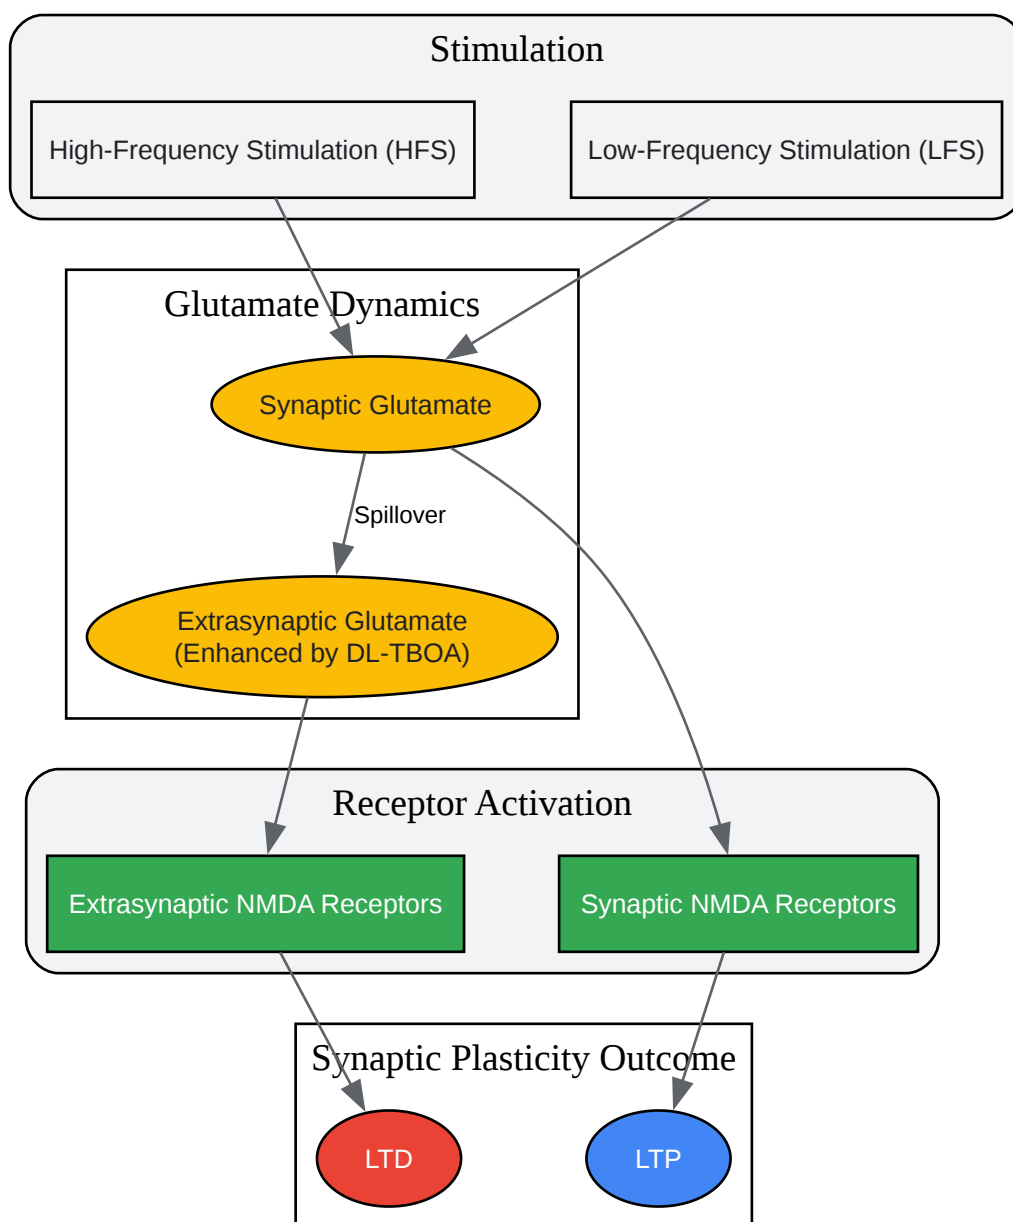 Stimulation
High-Frequency Stimulation (HFS)
Low-Frequency Stimulation (LFS)
Glutamate Dynamics
Synaptic Glutamate
Spillover
Extrasynaptic Glutamate
(Enhanced by DL-TBOA)
Receptor Activation
Extrasynaptic NMDA Receptors
Synaptic NMDA Receptors
Synaptic Plasticity Outcome
LTD
LTP